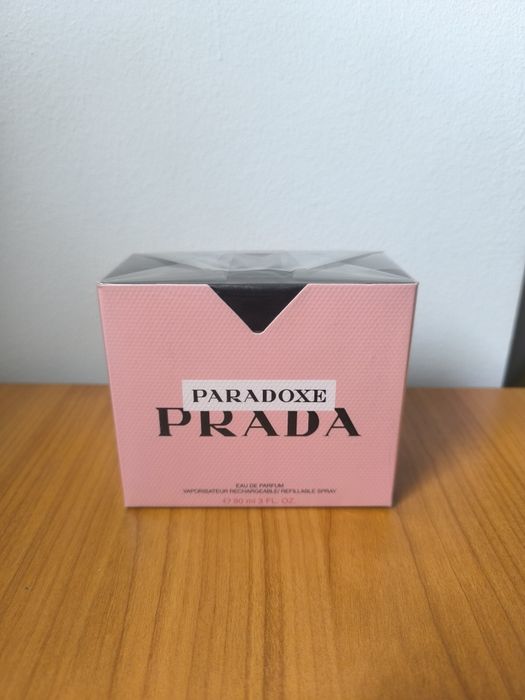 PARADOXE
PRADA
EAU DE PARFUM
VAPORISATEUR RECHARGEABLE/ REFILLABLE SPRAY
℮ 90 ml 3 FL. OZ.